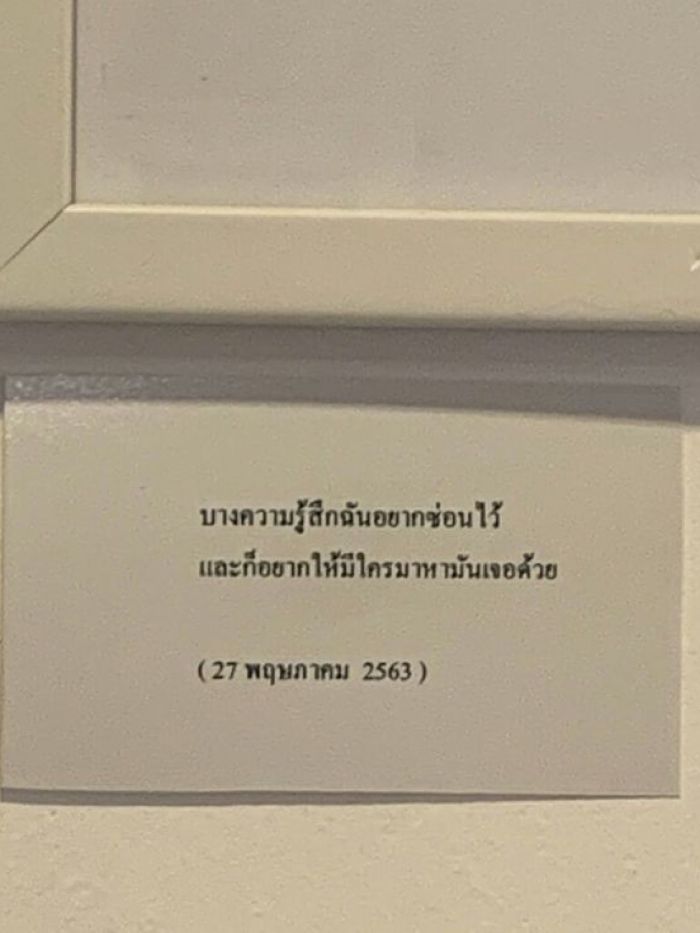 บางความรู้สึกฉันอยากซ่อนไว้
และก็อยากให้มีใครมาหามันเจอด้วย
( 27 พฤษภาคม 2563 )